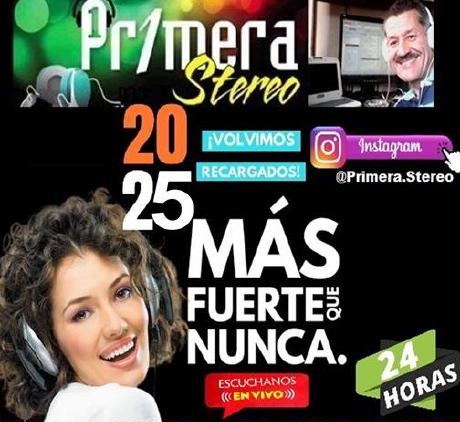 Pr1mera
Stereo
20
25
¡VOLVIMOS
RECARGADOS!
Instagram
@Primera.Stereo
MÁS
FUERTE QUE
NUNCA.
ESCUCHANOS
EN VIVO
24
HORAS